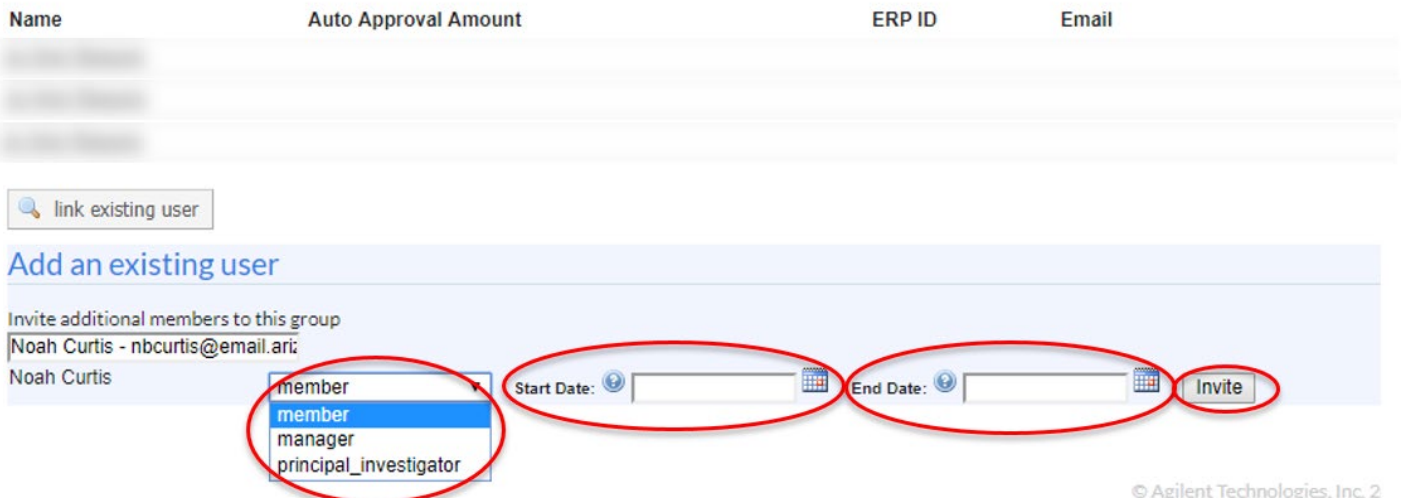 Name Auto Approval Amount ERP ID Email
link existing user
Add an existing user
Invite additional members to this group
Noah Curtis - nbcurtis@email.ariz
Noah Curtis member Start Date: End Date: Invite
member
manager
principal_investigator
© Agilent Technologies, Inc. 2